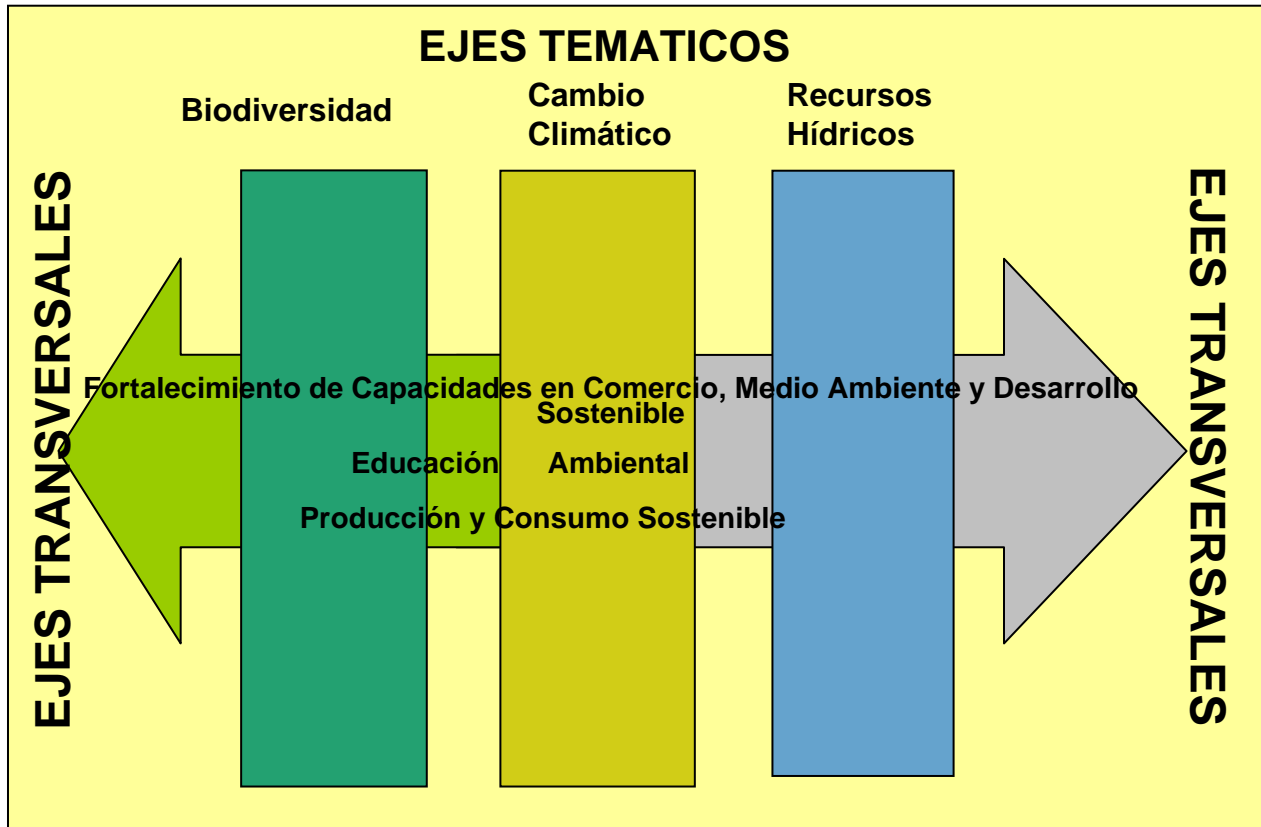 EJES TEMATICOS
Biodiversidad
Cambio
Climático
Recursos
Hídricos
EJES TRANSVERSALES
Fortalecimiento de Capacidades en Comercio, Medio Ambiente y Desarrollo
Sostenible
Educación Ambiental
Producción y Consumo Sostenible
EJES TRANSVERSALES